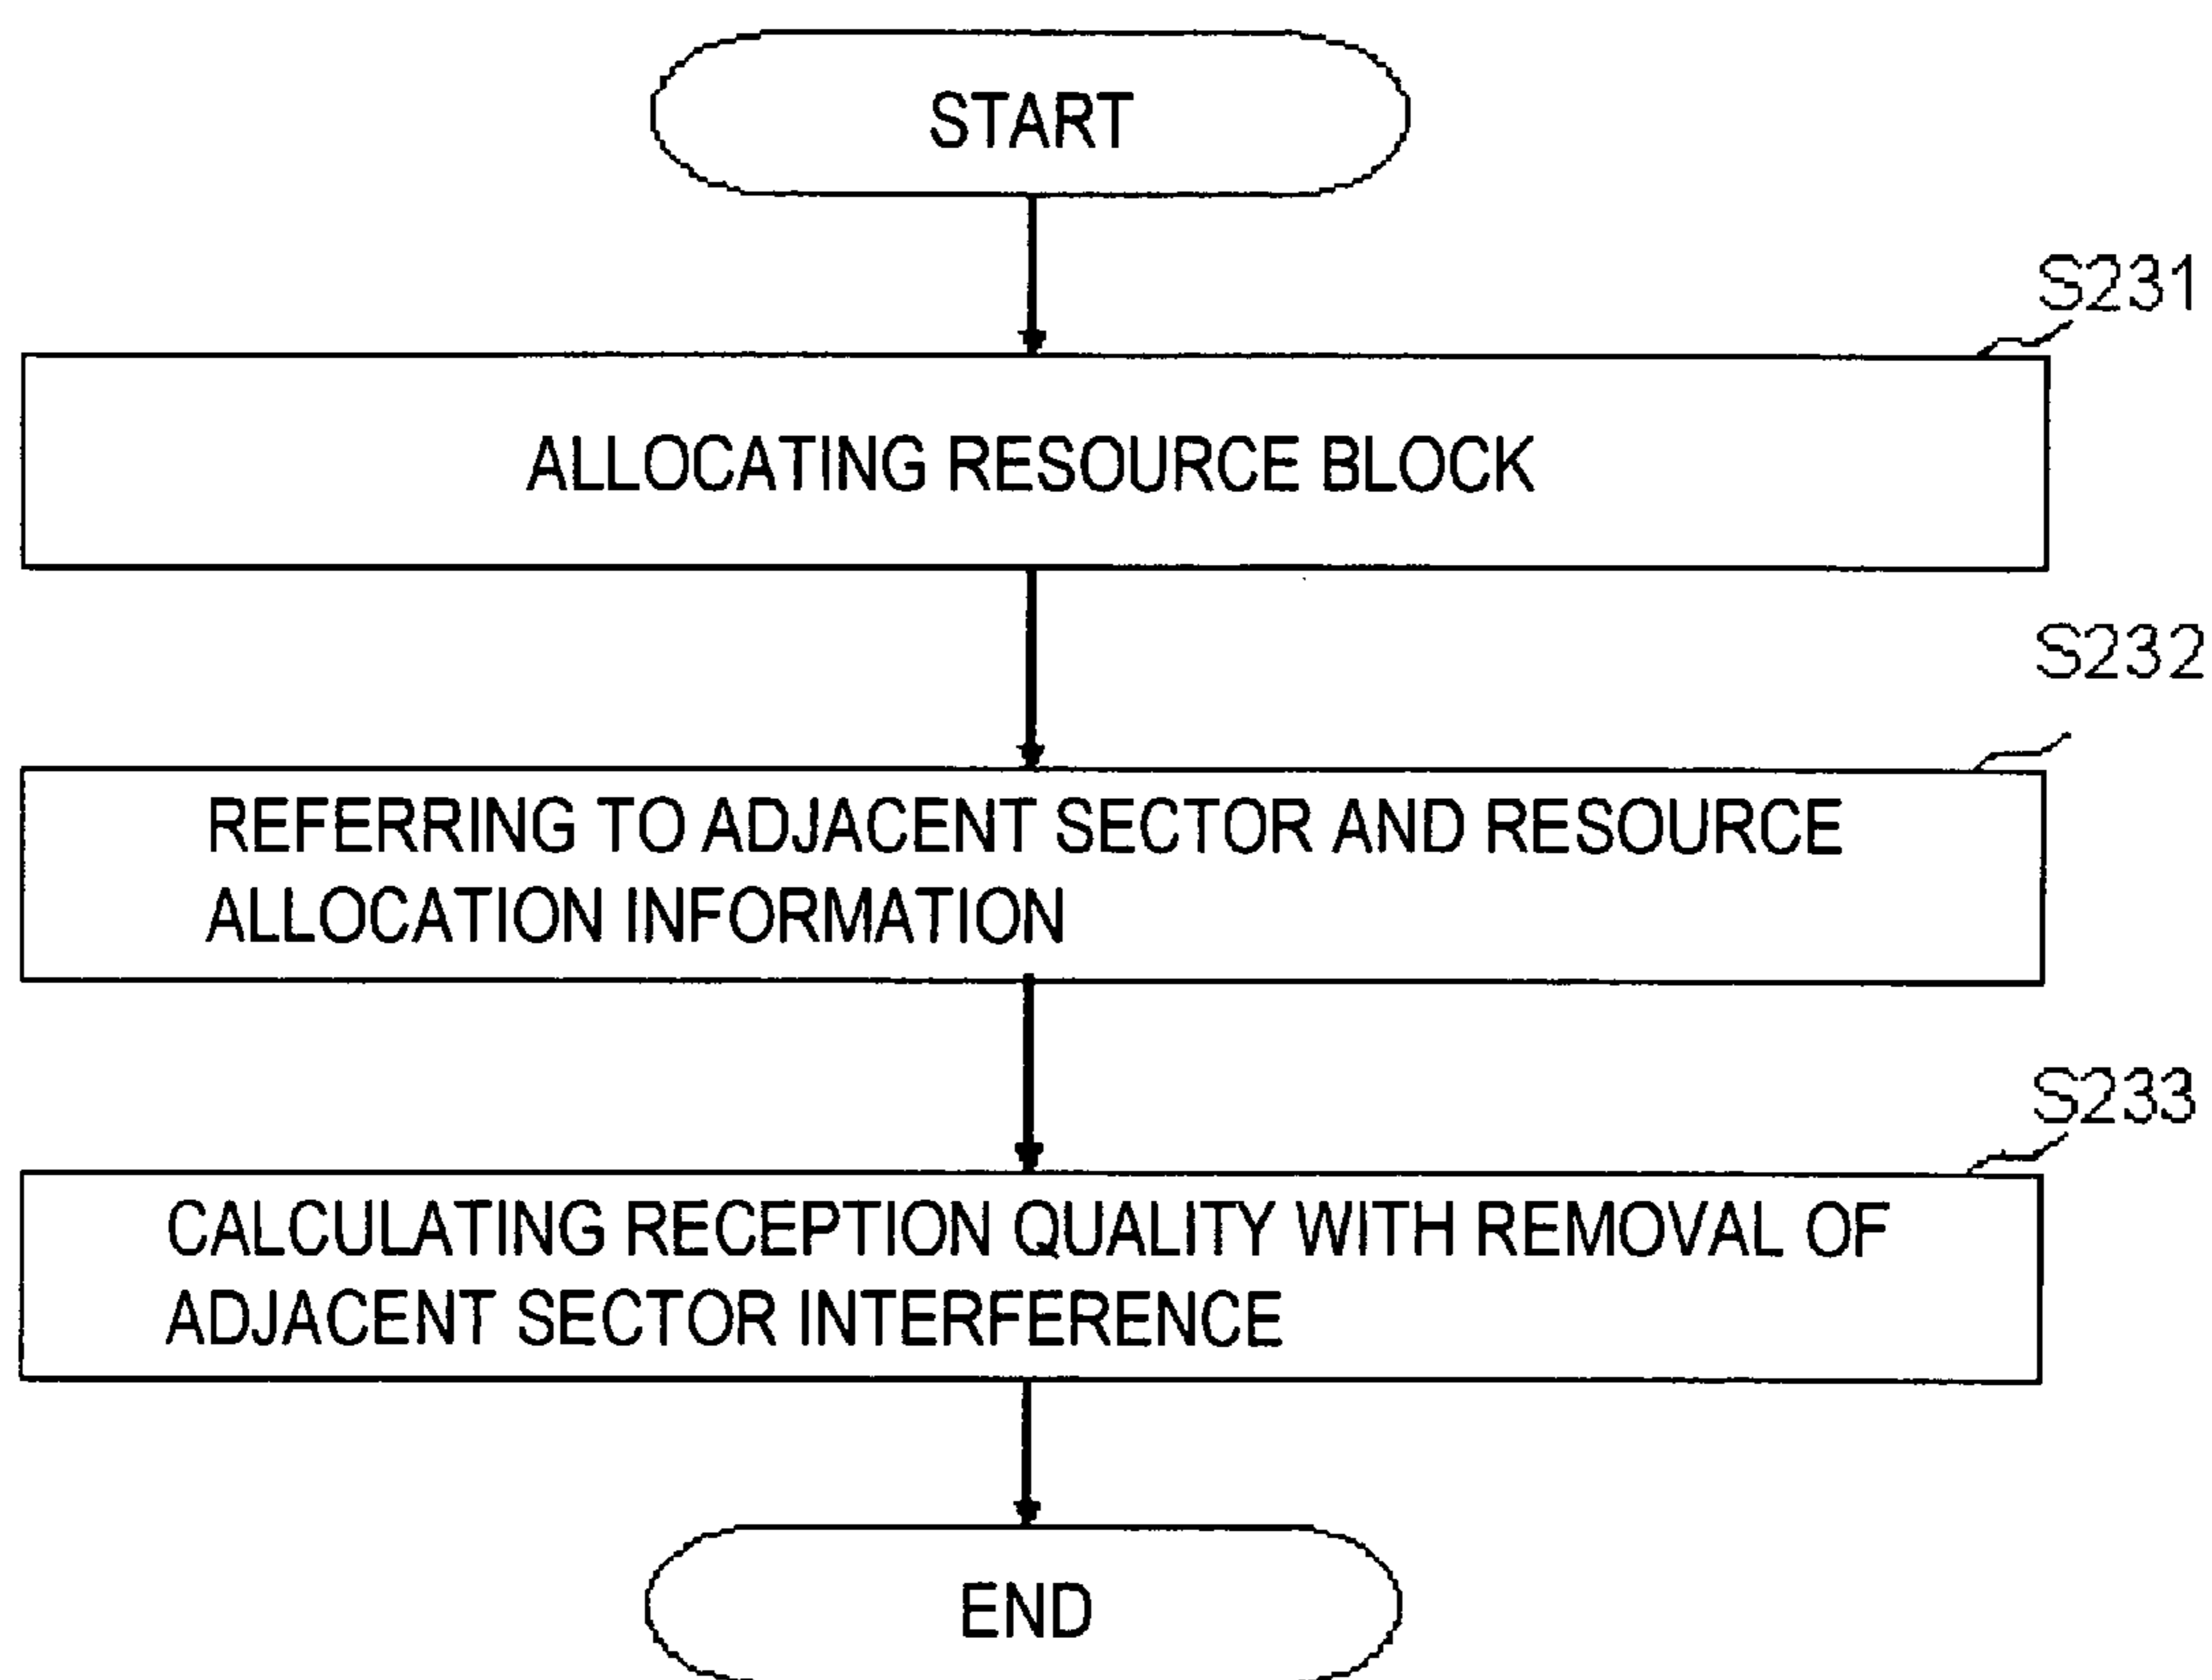 START
S231
ALLOCATING RESOURCE BLOCK
S232
REFERRING TO ADJACENT SECTOR AND RESOURCE
ALLOCATION INFORMATION
S233
CALCULATING RECEPTION QUALITY WITH REMOVAL OF
ADJACENT SECTOR INTERFERENCE
END